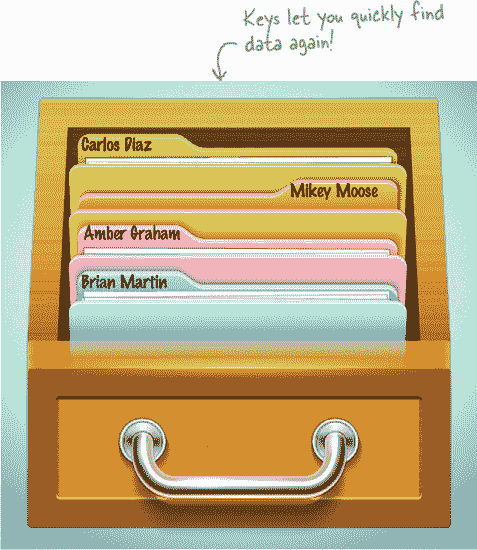 Keys let you quickly find
data again!
Carlos Diaz
Mikey Moose
Amber Graham
Brian Martin